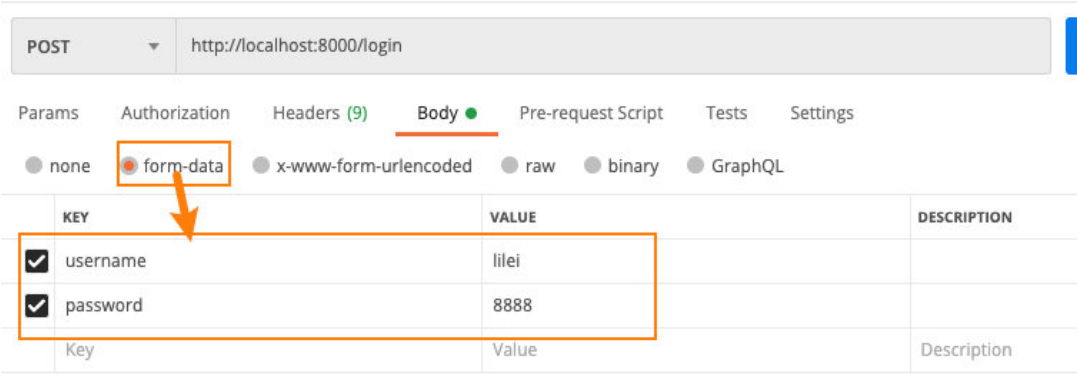 POST http://localhost:8000/login
Params Authorization Headers (9) Body Pre-request Script Tests Settings
none form-data x-www-form-urlencoded raw binary GraphQL
KEY VALUE DESCRIPTION
username lilei
password 8888
Key Value Description